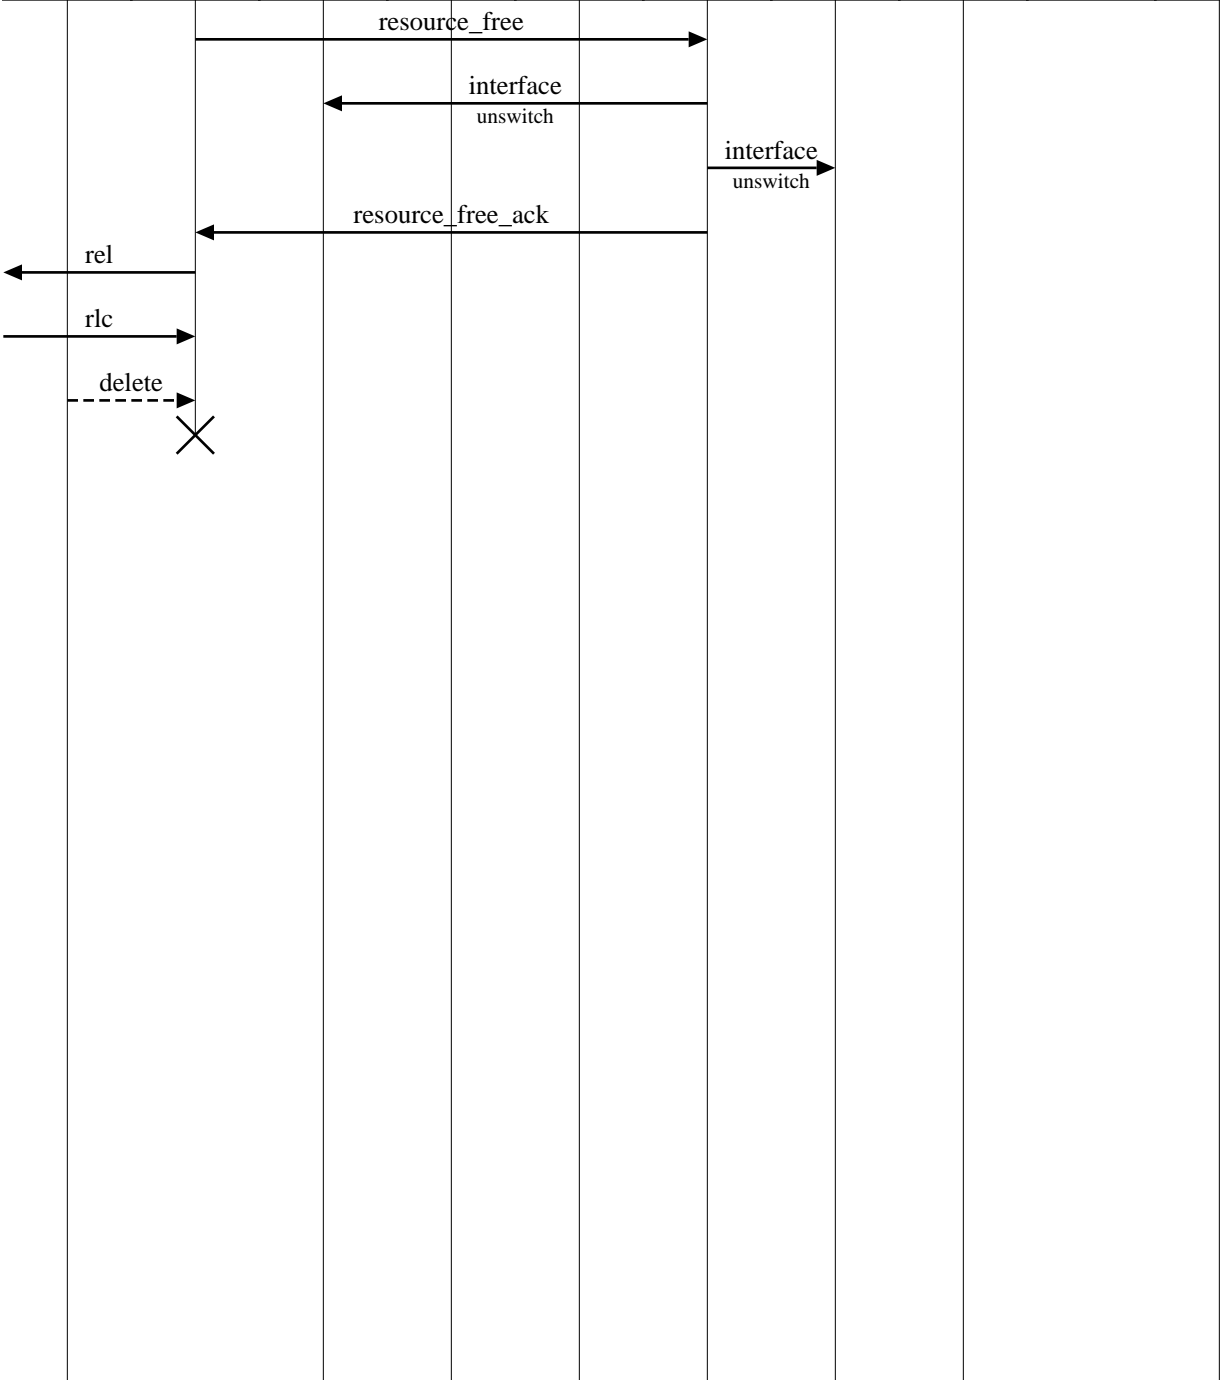 resource_free
interface
unswitch
interface
unswitch
resource_free_ack
rel
rlc
delete